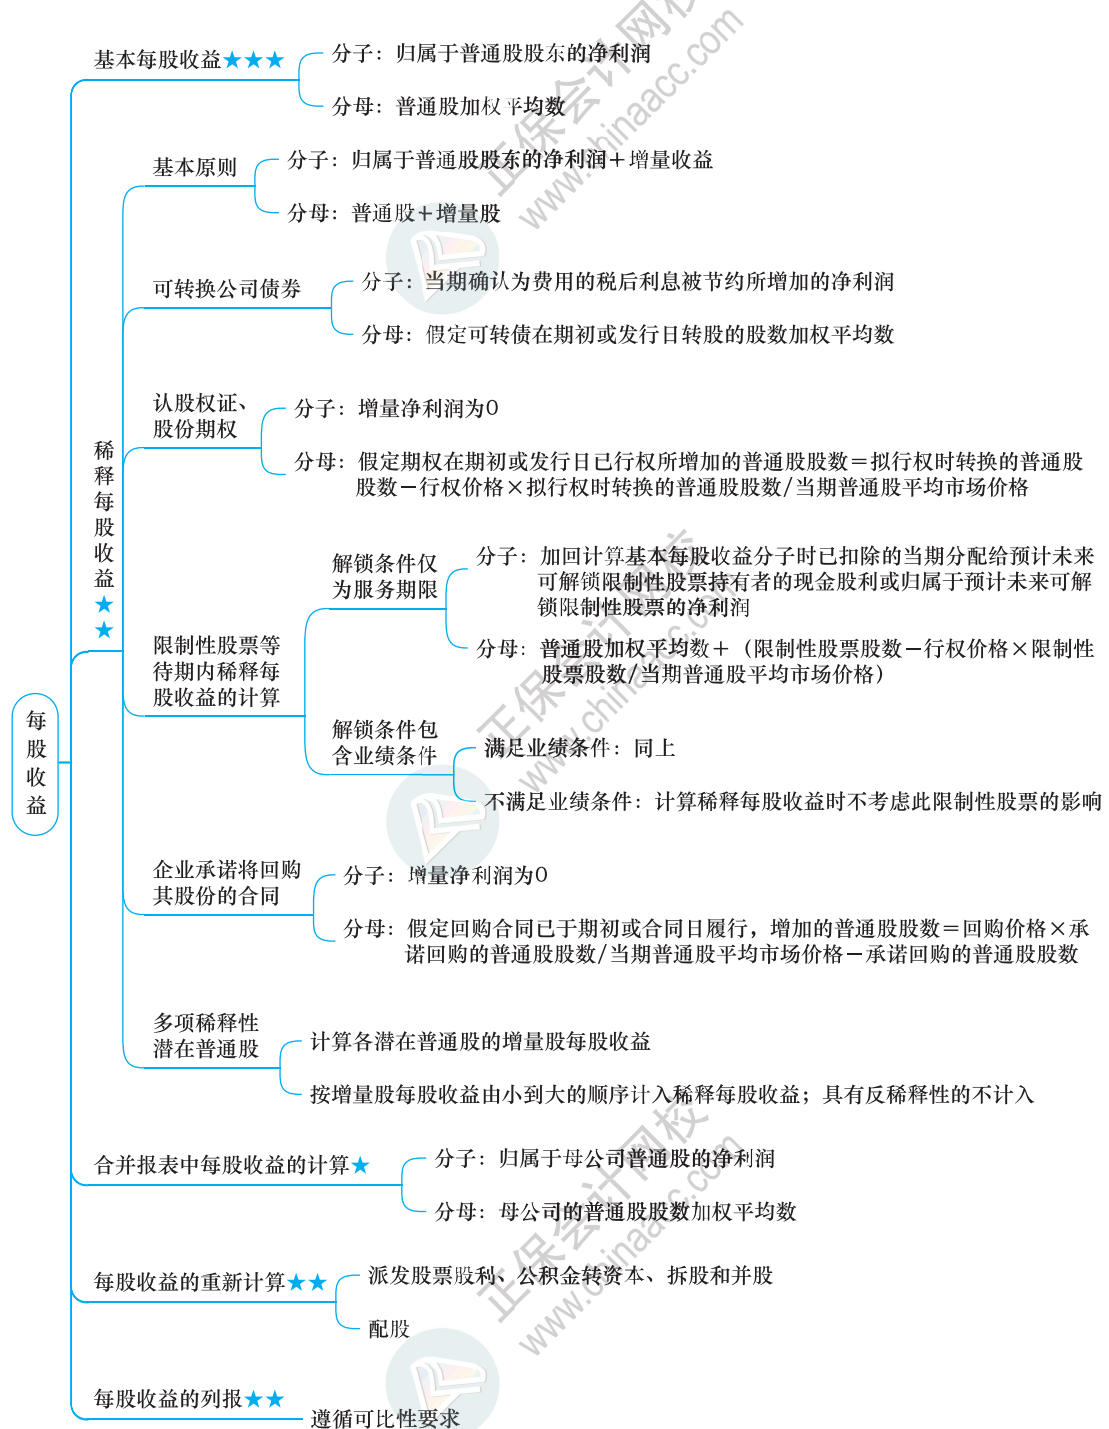 基本每股收益★★★
分子：归属于普通股股东的净利润
分母：普通股加权平均数
基本原则
分子：归属于普通股股东的净利润＋增量收益
分母：普通股＋增量股
可转换公司债券
分子：当期确认为费用的税后利息被节约所增加的净利润
分母：假定可转债在期初或发行日转股的股数加权平均数
认股权证、
股份期权
分子：增量净利润为0
分母：假定期权在期初或发行日已行权所增加的普通股股数＝拟行权时转换的普通股
股数－行权价格×拟行权时转换的普通股股数/当期普通股平均市场价格
稀释每股收益★★
限制性股票等
待期内稀释每
股收益的计算
解锁条件仅
为服务期限
分子：加回计算基本每股收益分子时已扣除的当期分配给预计未来
可解锁限制性股票持有者的现金股利或归属于预计未来可解
锁限制性股票的净利润
分母：普通股加权平均数＋（限制性股票股数－行权价格×限制性
股票股数/当期普通股平均市场价格）
解锁条件包
含业绩条件
满足业绩条件：同上
不满足业绩条件：计算稀释每股收益时不考虑此限制性股票的影响
每股收益
企业承诺将回购
其股份的合同
分子：增量净利润为0
分母：假定回购合同已于期初或合同日履行，增加的普通股股数＝回购价格×承
诺回购的普通股股数/当期普通股平均市场价格－承诺回购的普通股股数
多项稀释性
潜在普通股
计算各潜在普通股的增量股每股收益
按增量股每股收益由小到大的顺序计入稀释每股收益；具有反稀释性的不计入
合并报表中每股收益的计算★
分子：归属于母公司普通股的净利润
分母：母公司的普通股股数加权平均数
每股收益的重新计算★★
派发股票股利、公积金转资本、拆股和并股
配股
每股收益的列报★★
遵循可比性要求
正保会计网校
www.chinaacc.com
正保会计网校
www.chinaacc.com
正保会计网校
www.chinaacc.com